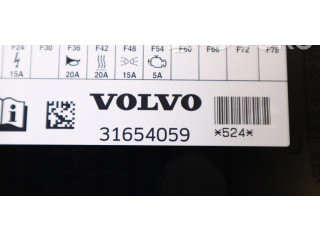 F24 F30 F36 F42 F48 F54 F60 F66 F72 F78
15A 20A 20A 15A 5A
VOLVO
31654059
*524*